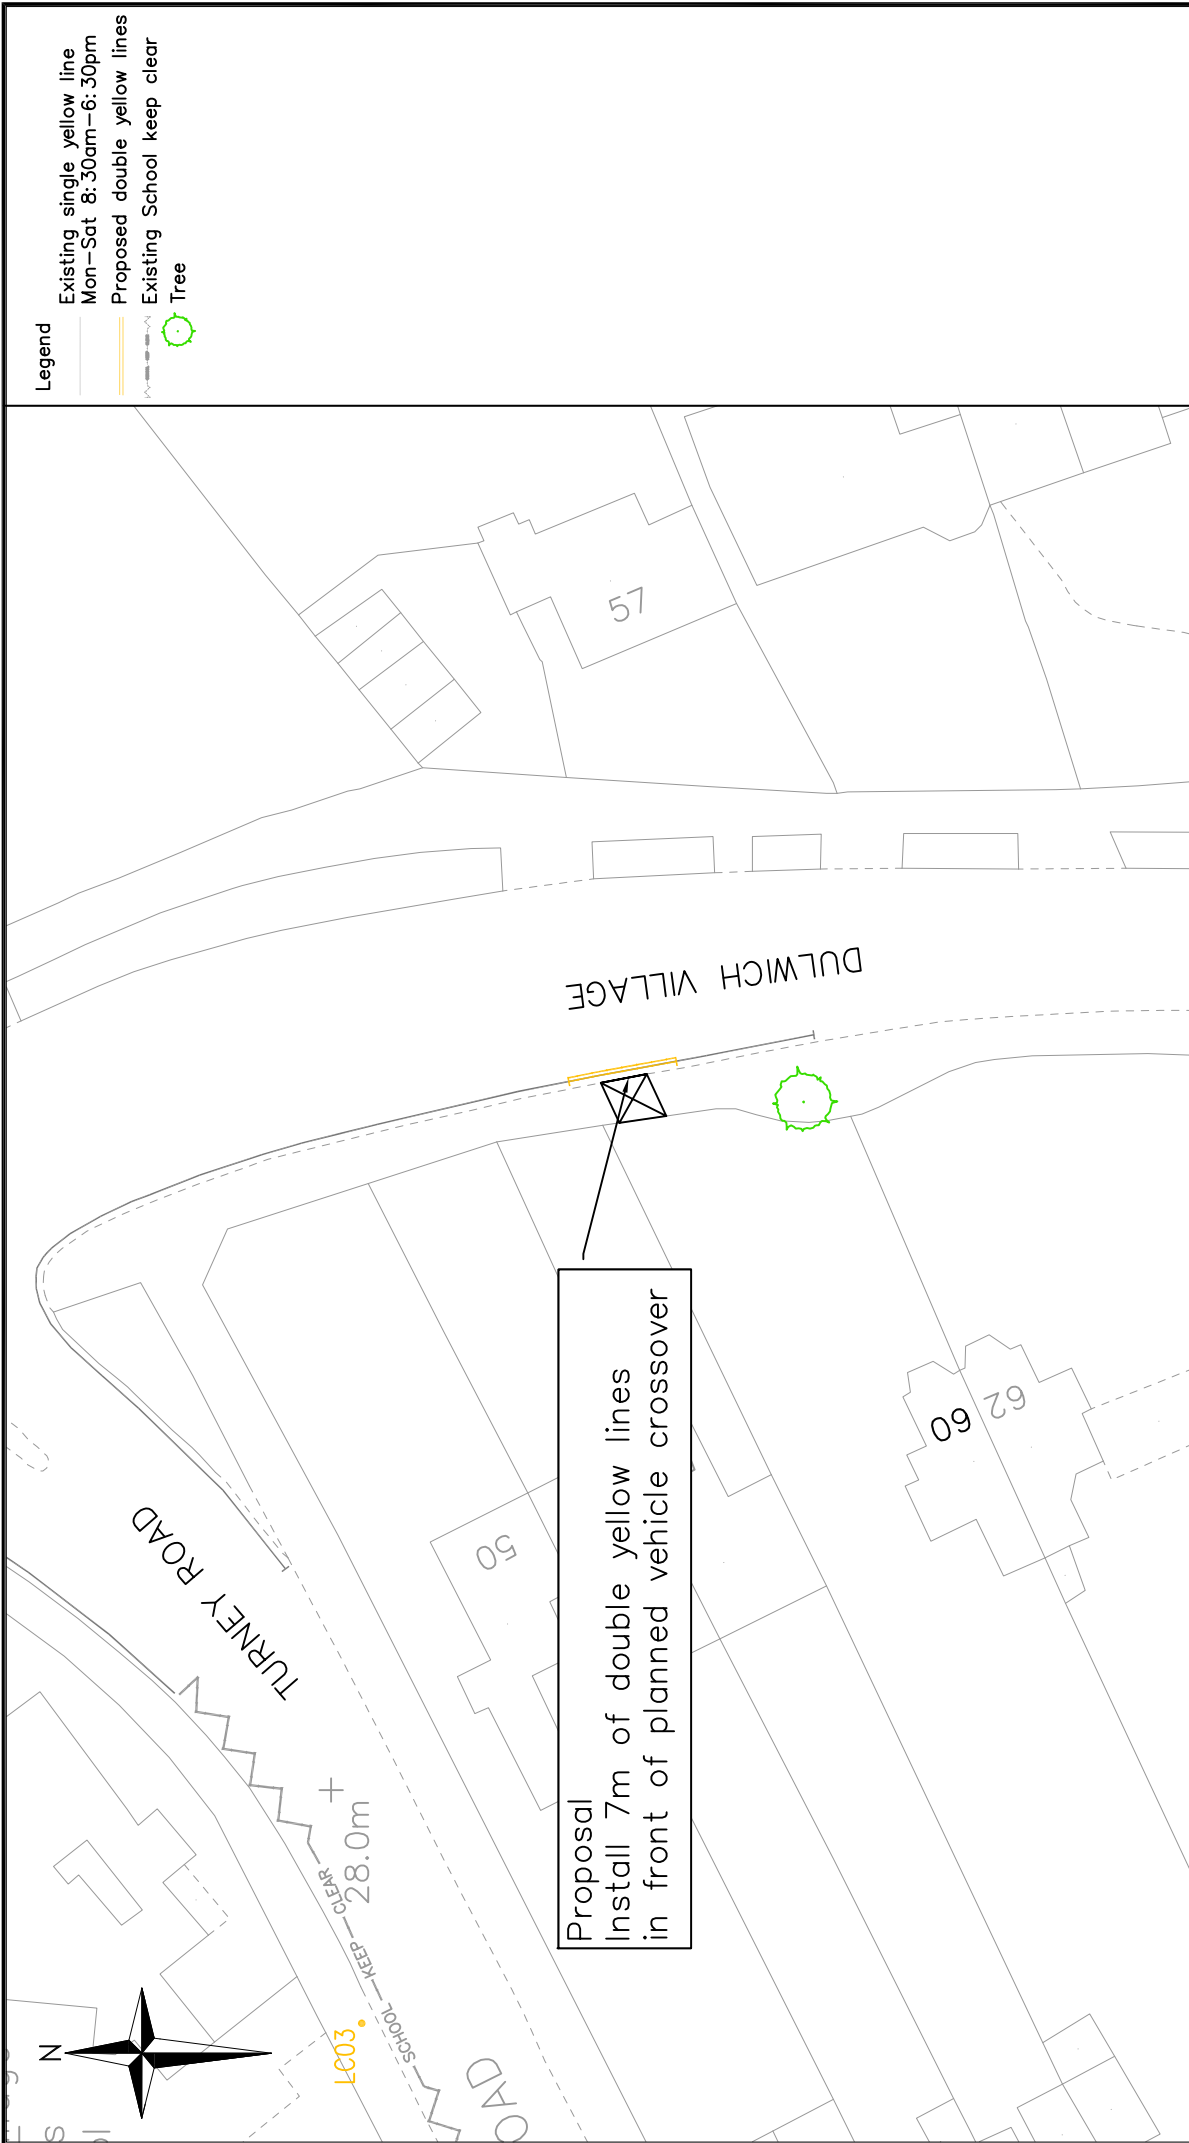 Legend
Existing single yellow line
Mon-Sat 8:30am-6:30pm
Proposed double yellow lines
Existing School keep clear
Tree
57
DULWICH VILLAGE
TURNEY ROAD
50
60
62
Proposal
Install 7m of double yellow lines
in front of planned vehicle crossover
28.0m
SCHOOL KEEP CLEAR
LC03
N
OAD